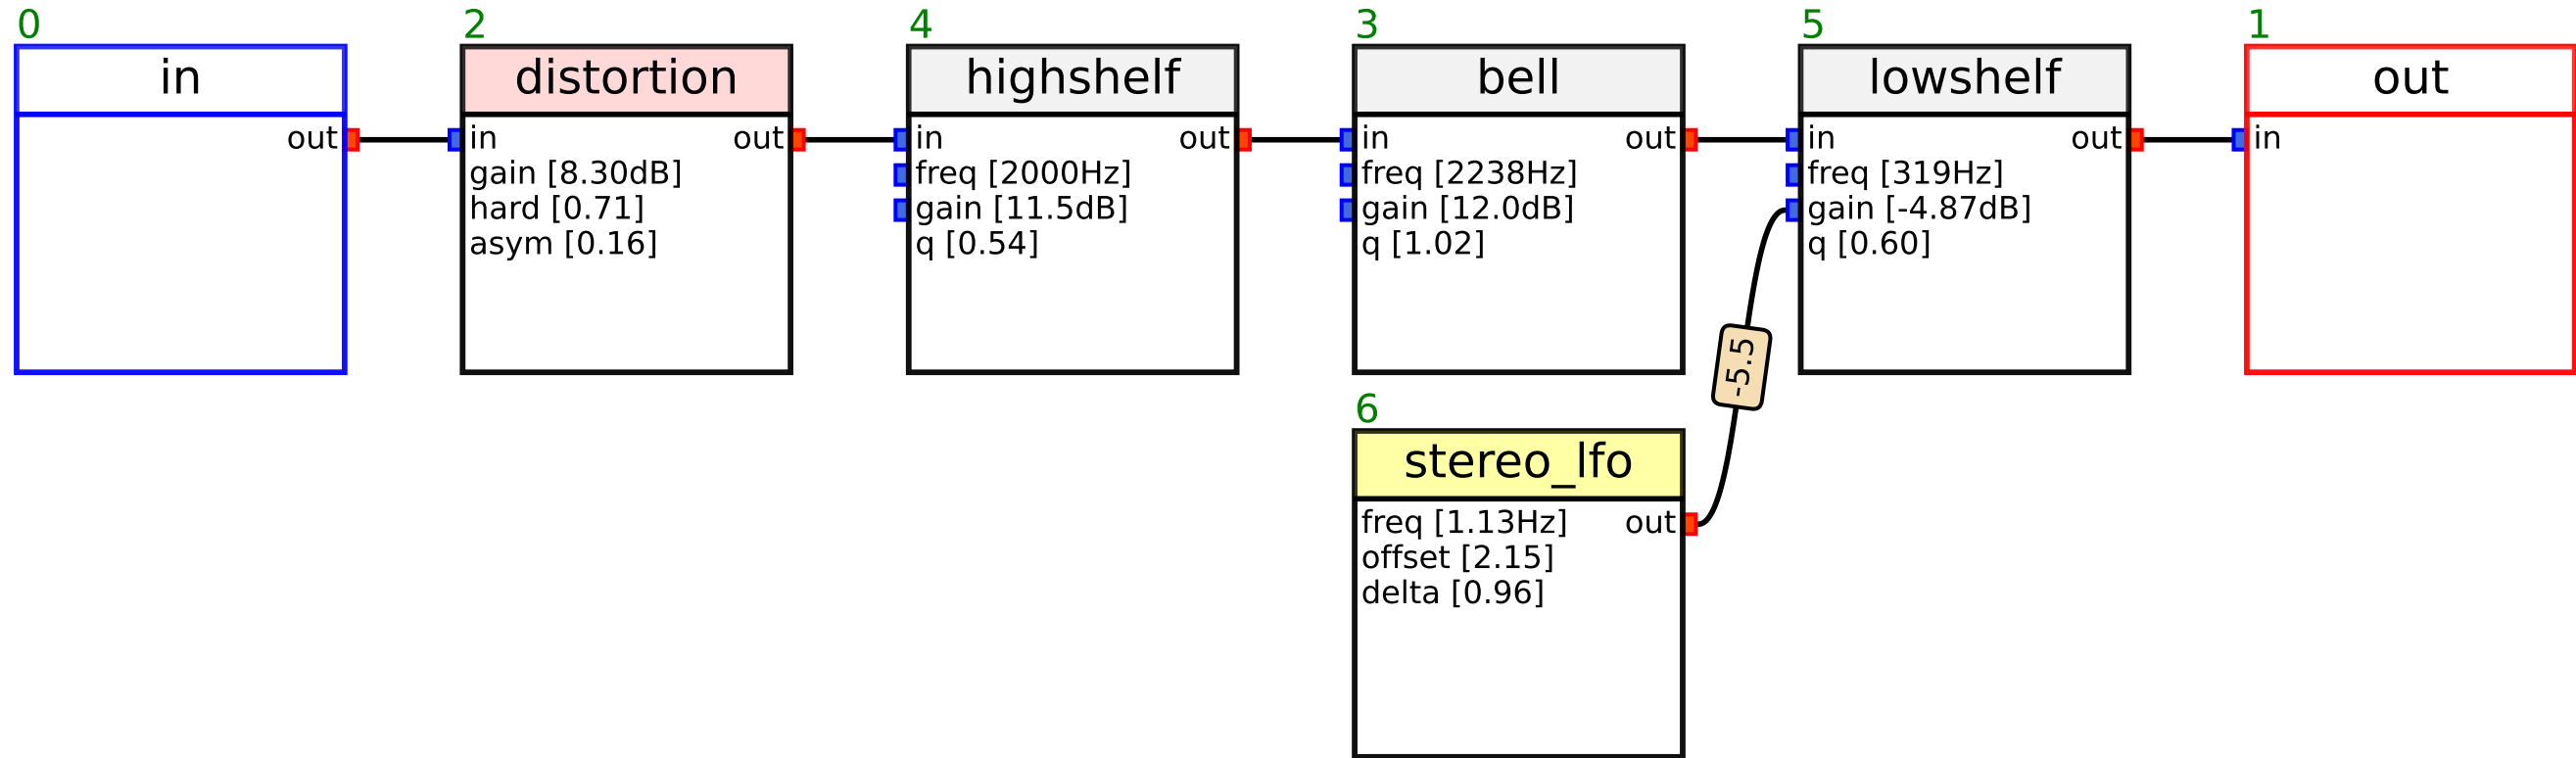 0
in
out
2
distortion
in out
gain [8.30dB]
hard [0.71]
asym [0.16]
4
highshelf
in out
freq [2000Hz]
gain [11.5dB]
q [0.54]
3
bell
in out
freq [2238Hz]
gain [12.0dB]
q [1.02]
5
lowshelf
in out
freq [319Hz]
gain [-4.87dB]
q [0.60]
1
out
in
-5.5
6
stereo_lfo
freq [1.13Hz] out
offset [2.15]
delta [0.96]